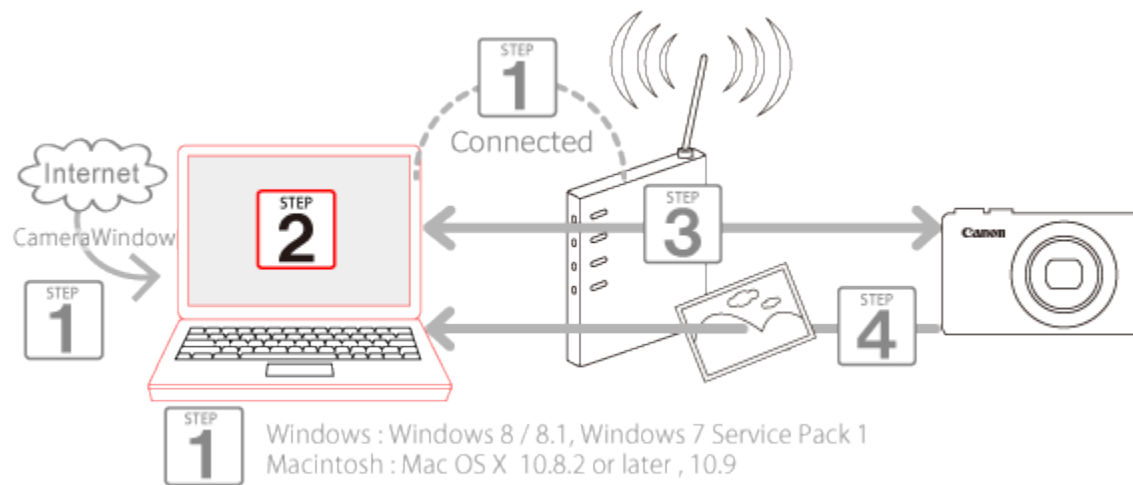 STEP
1
Connected
Internet
CameraWindow
STEP
1
STEP
2
STEP
3
Canon
STEP
4
STEP
1
Windows : Windows 8 / 8.1, Windows 7 Service Pack 1
Macintosh : Mac OS X 10.8.2 or later , 10.9